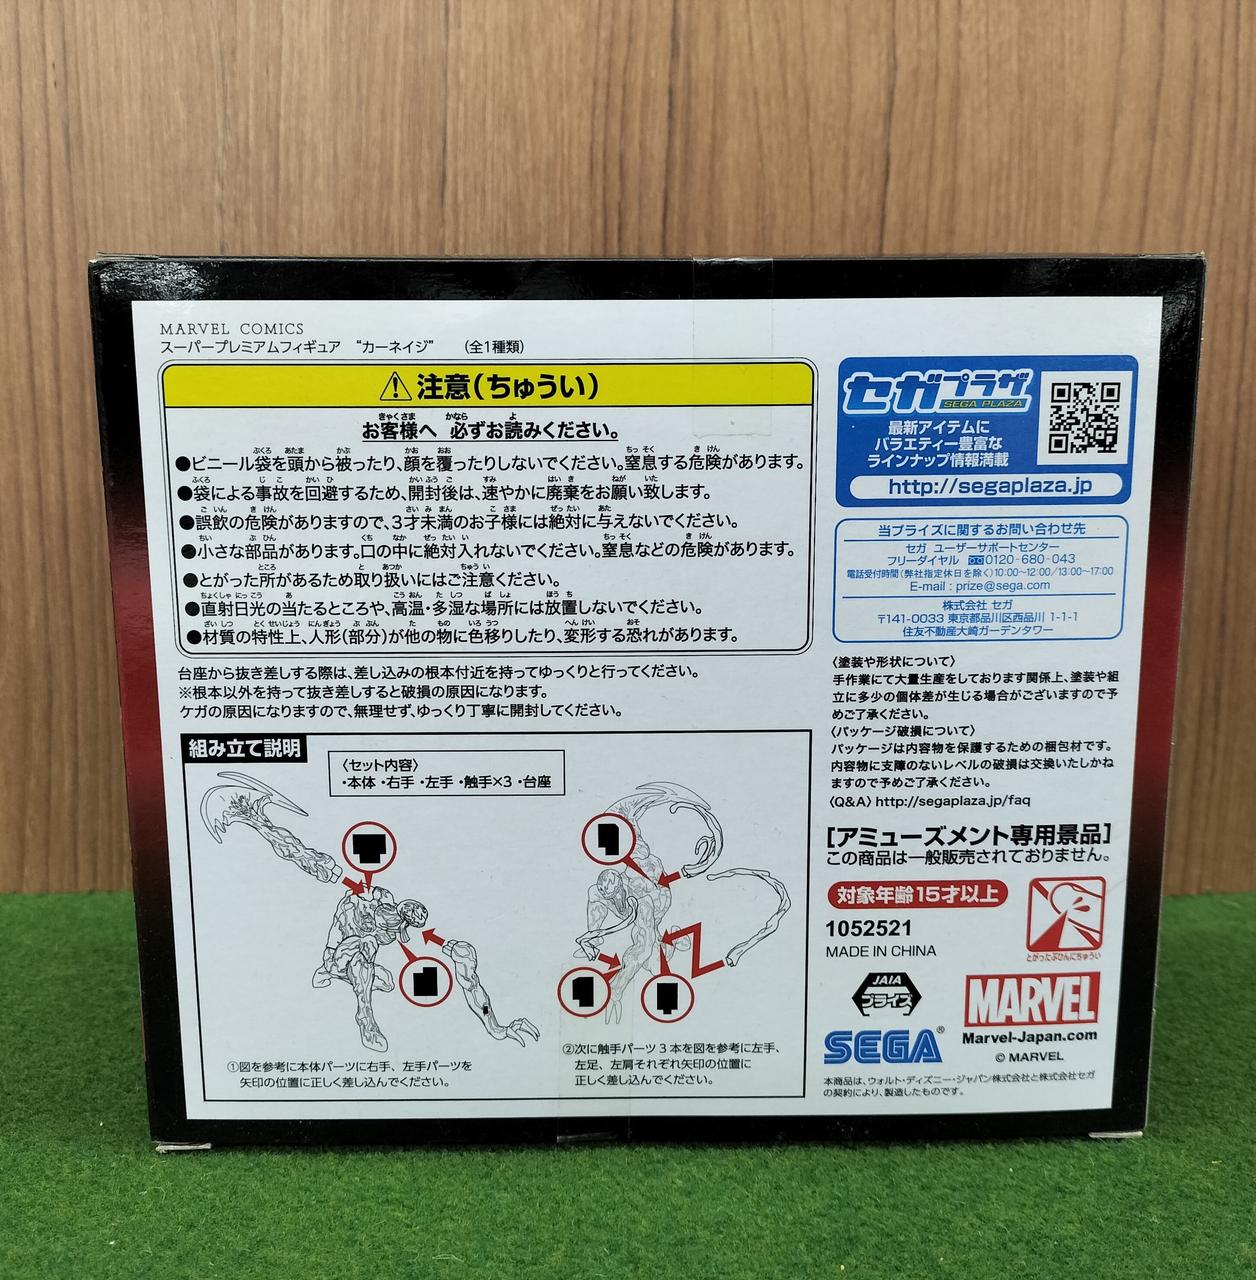 MARVEL COMICS
スーパープレミアムフィギュア “カーネイジ” (全1種類)
⚠注意(ちゅうい)
お客様へ 必ずお読みください。
●ビニール袋を頭から被ったり、顔を覆ったりしないでください。窒息する危険があります。
●袋による事故を回避するため、開封後は、速やかに廃棄をお願い致します。
●誤飲の危険がありますので、3才未満のお子様には絶対に与えないでください。
●小さな部品があります。口の中に絶対入れないでください。窒息などの危険があります。
●とがった所があるため取り扱いにはご注意ください。
●直射日光の当たるところや、高温・多湿な場所には放置しないでください。
●材質の特性上、人形(部分)が他の物に色移りしたり、変形する恐れがあります。
台座から抜き差しする際は、差し込みの根本付近を持ってゆっくりと行ってください。
※根本以外を持って抜き差しすると破損の原因になります。
ケガの原因になりますので、無理せず、ゆっくり丁寧に開封してください。
組み立て説明
〈セット内容〉
・本体・右手・左手・触手×3・台座
①図を参考に本体パーツに右手、左手パーツを
矢印の位置に正しく差し込んでください。
②次に触手パーツ3本を図を参考に左手、
左足、左肩それぞれ矢印の位置に
正しく差し込んでください。
セガプラザ
SEGA PLAZA
最新アイテムに
バラエティー豊富な
ラインナップ情報満載
http://segaplaza.jp
当プライズに関するお問い合わせ先
セガ ユーザーサポートセンター
フリーダイヤル 0120-680-043
電話受付時間(弊社指定休日を除く)10:00~12:00/13:00~17:00
E-mail : prize@sega.com
株式会社 セガ
〒141-0033 東京都品川区西品川 1-1-1
住友不動産大崎ガーデンタワー
〈塗装や形状について〉
手作業にて大量生産をしております関係上、塗装や組
立に多少の個体差が生じる場合がございますので予
めご了承ください。
〈パッケージ破損について〉
パッケージは内容物を保護するための梱包材です。
内容物に支障のないレベルの破損は交換いたしかね
ますので予めご了承ください。
〈Q&A〉http://segaplaza.jp/faq
[アミューズメント専用景品]
この商品は一般販売されておりません。
対象年齢15才以上
1052521
MADE IN CHINA
とがったぶひんにちゅうい
JAIA
プライズ
MARVEL
Marvel-Japan.com
© MARVEL
SEGA®
本商品は、ウォルト・ディズニー・ジャパン株式会社と株式会社セガ
の契約により、製造したものです。